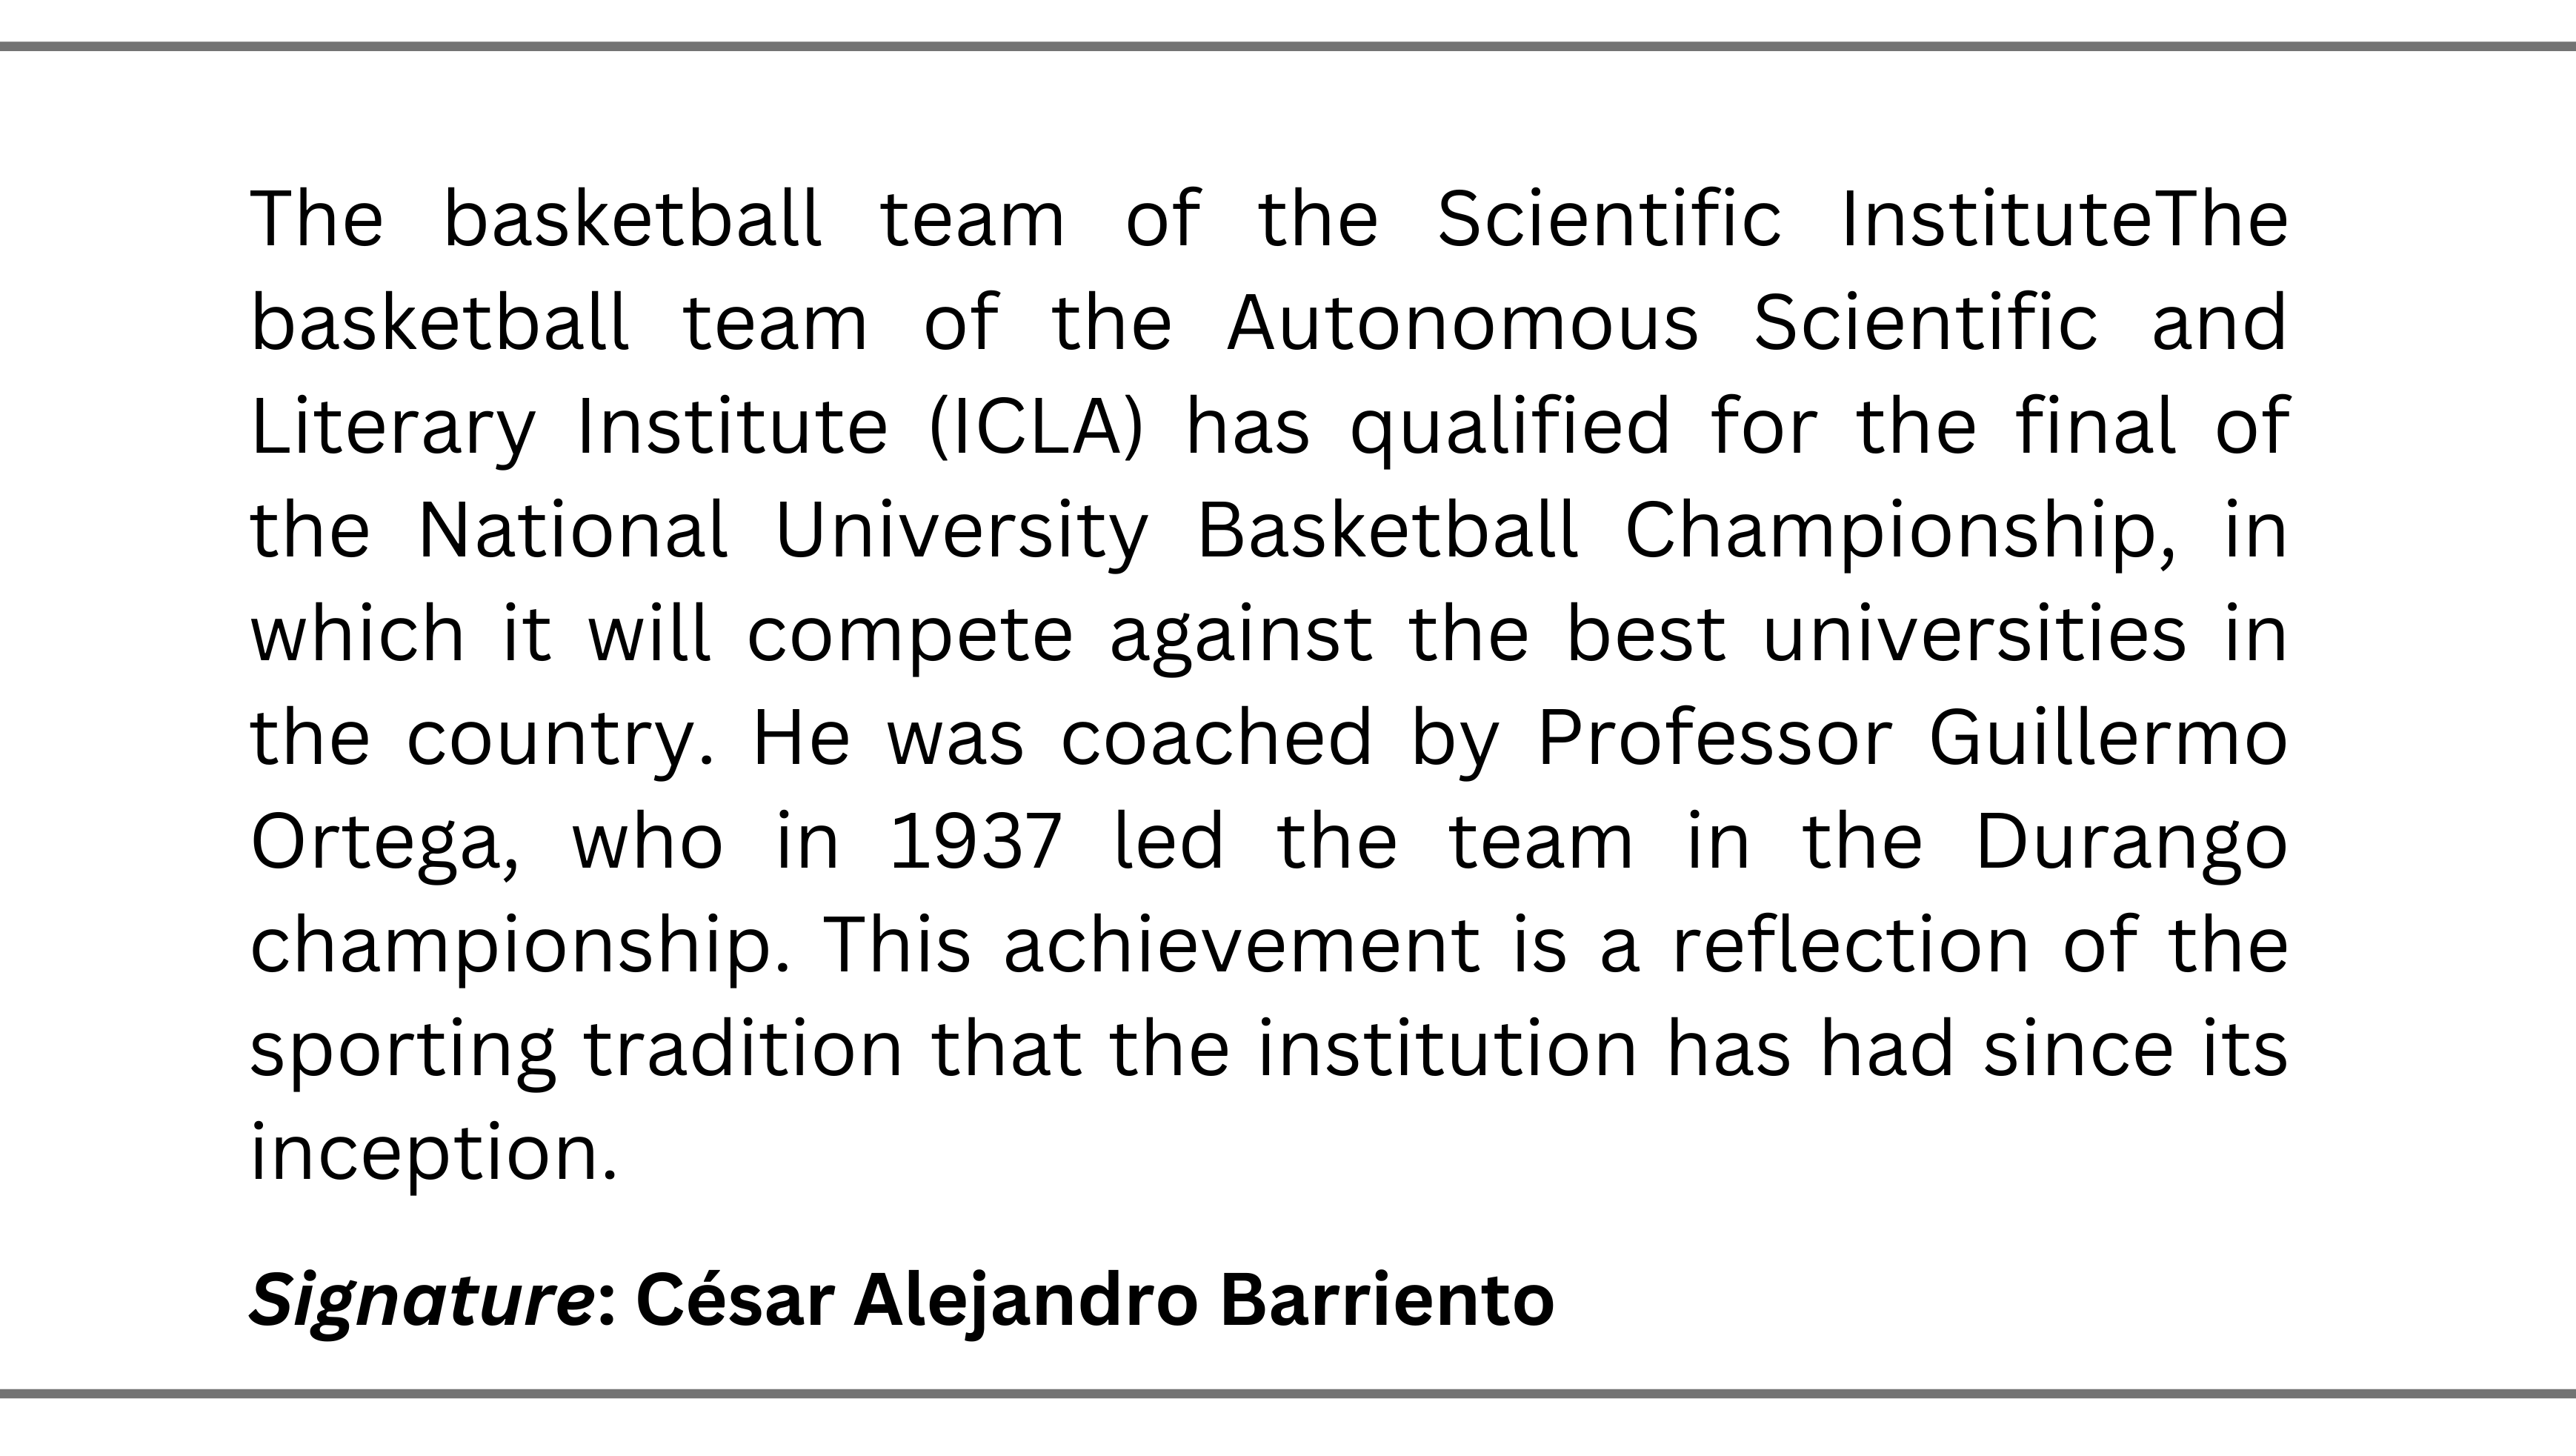 The basketball team of the Scientific InstituteThe
basketball team of the Autonomous Scientific and
Literary Institute (ICLA) has qualified for the final of
the National University Basketball Championship, in
which it will compete against the best universities in
the country. He was coached by Professor Guillermo
Ortega, who in 1937 led the team in the Durango
championship. This achievement is a reflection of the
sporting tradition that the institution has had since its
inception.
Signature: César Alejandro Barriento